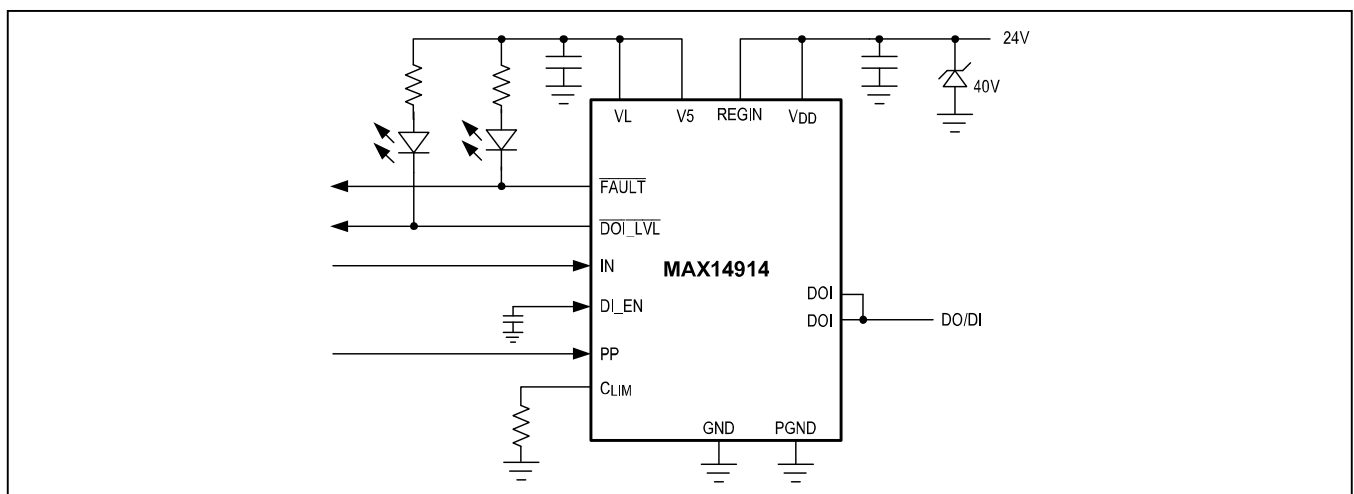 24V
40V
VL V5 REGIN VDD
FAULT
DOI_LVL
IN
MAX14914
DI_EN
DOI
DOI
DO/DI
PP
CLIM
GND PGND